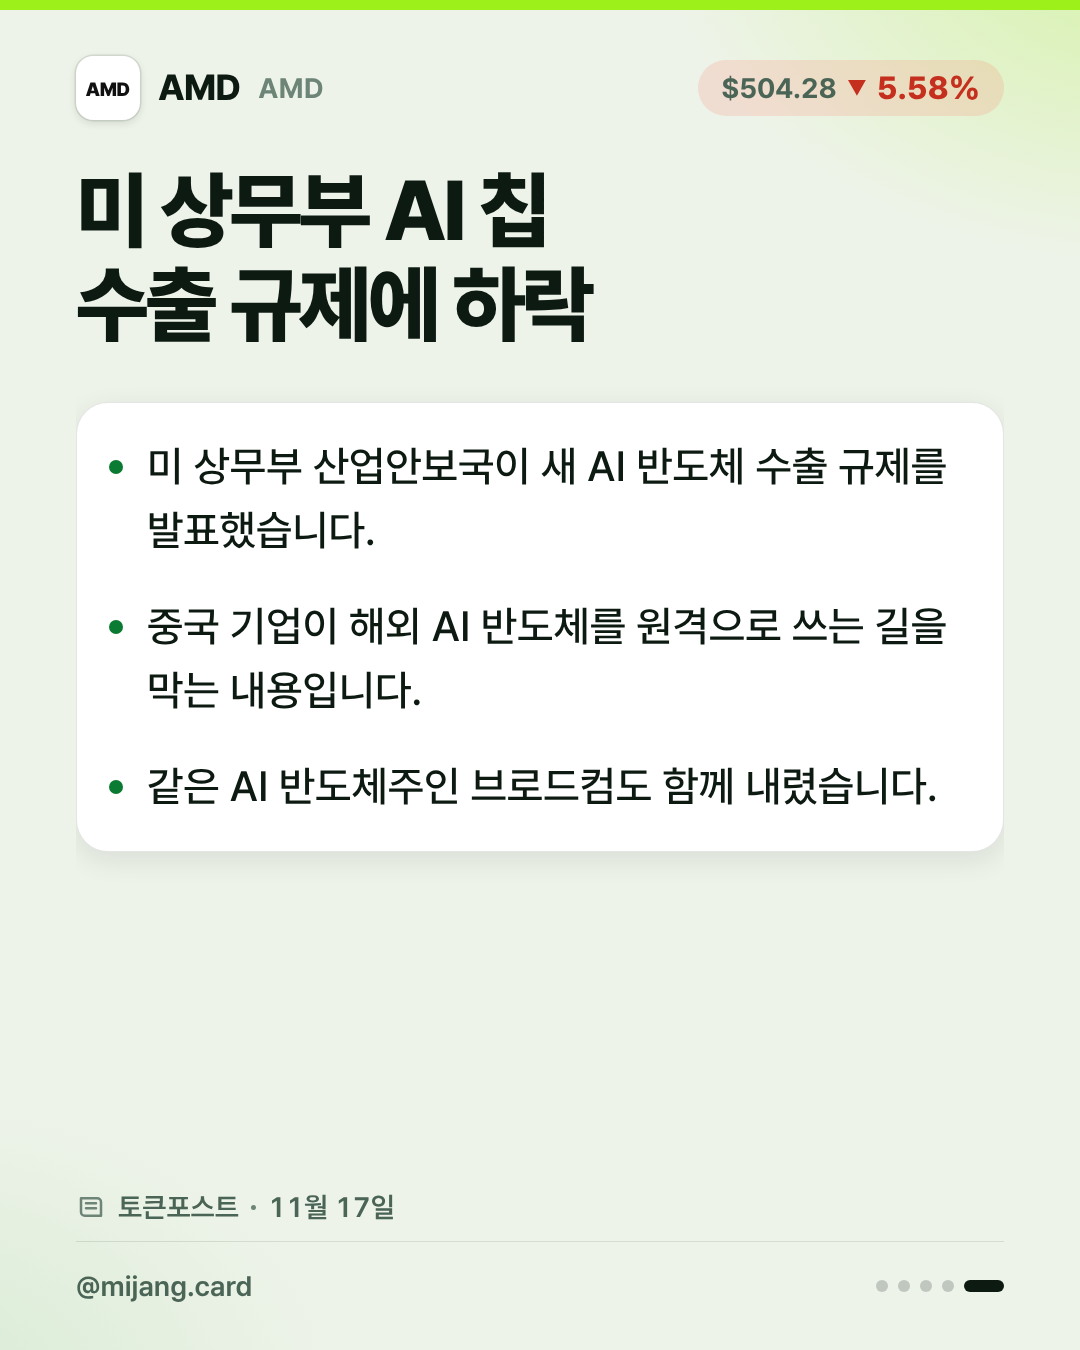 AMD AMD AMD $504.28 ▼ 5.58%
미 상무부 AI 칩
수출 규제에 하락
• 미 상무부 산업안보국이 새 AI 반도체 수출 규제를
발표했습니다.
• 중국 기업이 해외 AI 반도체를 원격으로 쓰는 길을
막는 내용입니다.
• 같은 AI 반도체주인 브로드컴도 함께 내렸습니다.
토큰포스트 · 11월 17일
@mijang.card